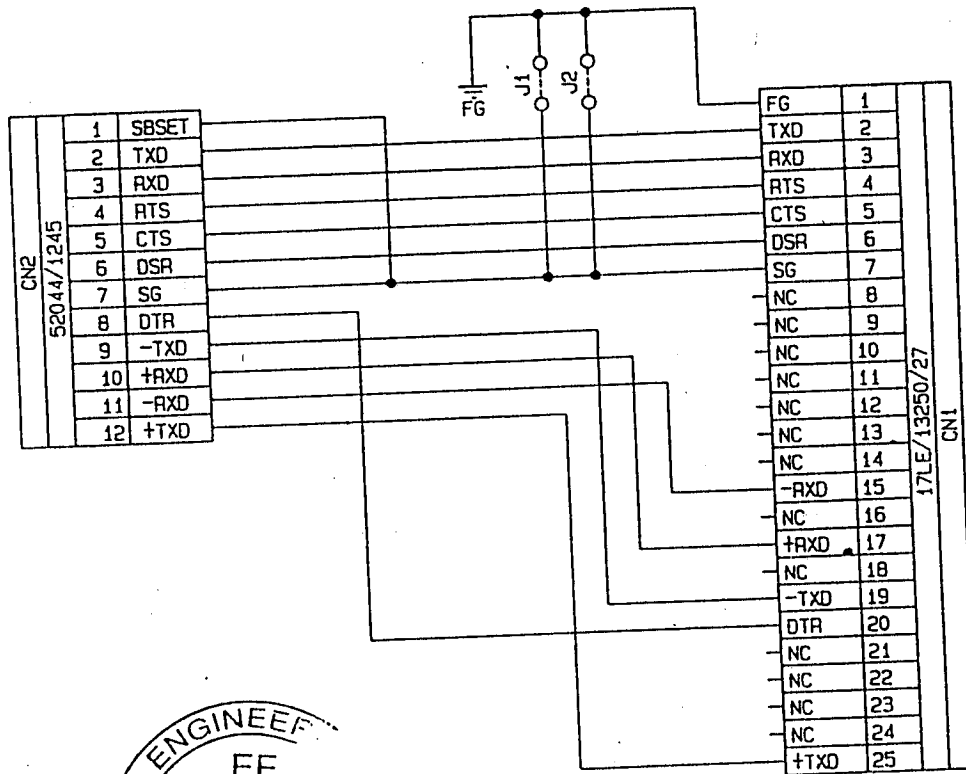 FG
J1
J2
CN2
52044/1245
1 SBSET
2 TXD
3 RXD
4 RTS
5 CTS
6 DSR
7 SG
8 DTR
9 -TXD
10 +RXD
11 -RXD
12 +TXD
FG 1
TXD 2
RXD 3
RTS 4
CTS 5
DSR 6
SG 7
NC 8
NC 9
NC 10
NC 11
NC 12
NC 13
NC 14
-RXD 15
NC 16
+RXD 17
NC 18
-TXD 19
DTR 20
NC 21
NC 22
NC 23
NC 24
+TXD 25
17LE/13250/27
CN1